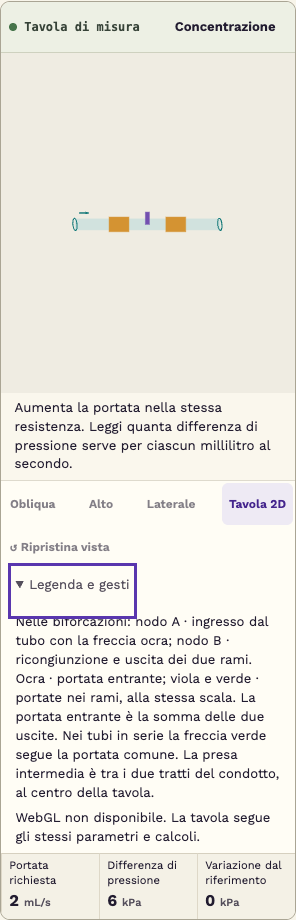 Tavola di misura Concentrazione
Aumenta la portata nella stessa
resistenza. Leggi quanta differenza di
pressione serve per ciascun millilitro al
secondo.
Obliqua Alto Laterale Tavola 2D
↺ Ripristina vista
▼ Legenda e gesti
Nelle biforcazioni: nodo A · ingresso dal
tubo con la freccia ocra; nodo B ·
ricongiunzione e uscita dei due rami.
Ocra · portata entrante; viola e verde ·
portate nei rami, alla stessa scala. La
portata entrante è la somma delle due
uscite. Nei tubi in serie la freccia verde
segue la portata comune. La presa
intermedia è tra i due tratti del condotto,
al centro della tavola.
WebGL non disponibile. La tavola segue
gli stessi parametri e calcoli.
Portata richiesta
2 mL/s
Differenza di pressione
6 kPa
Variazione dal riferimento
0 kPa